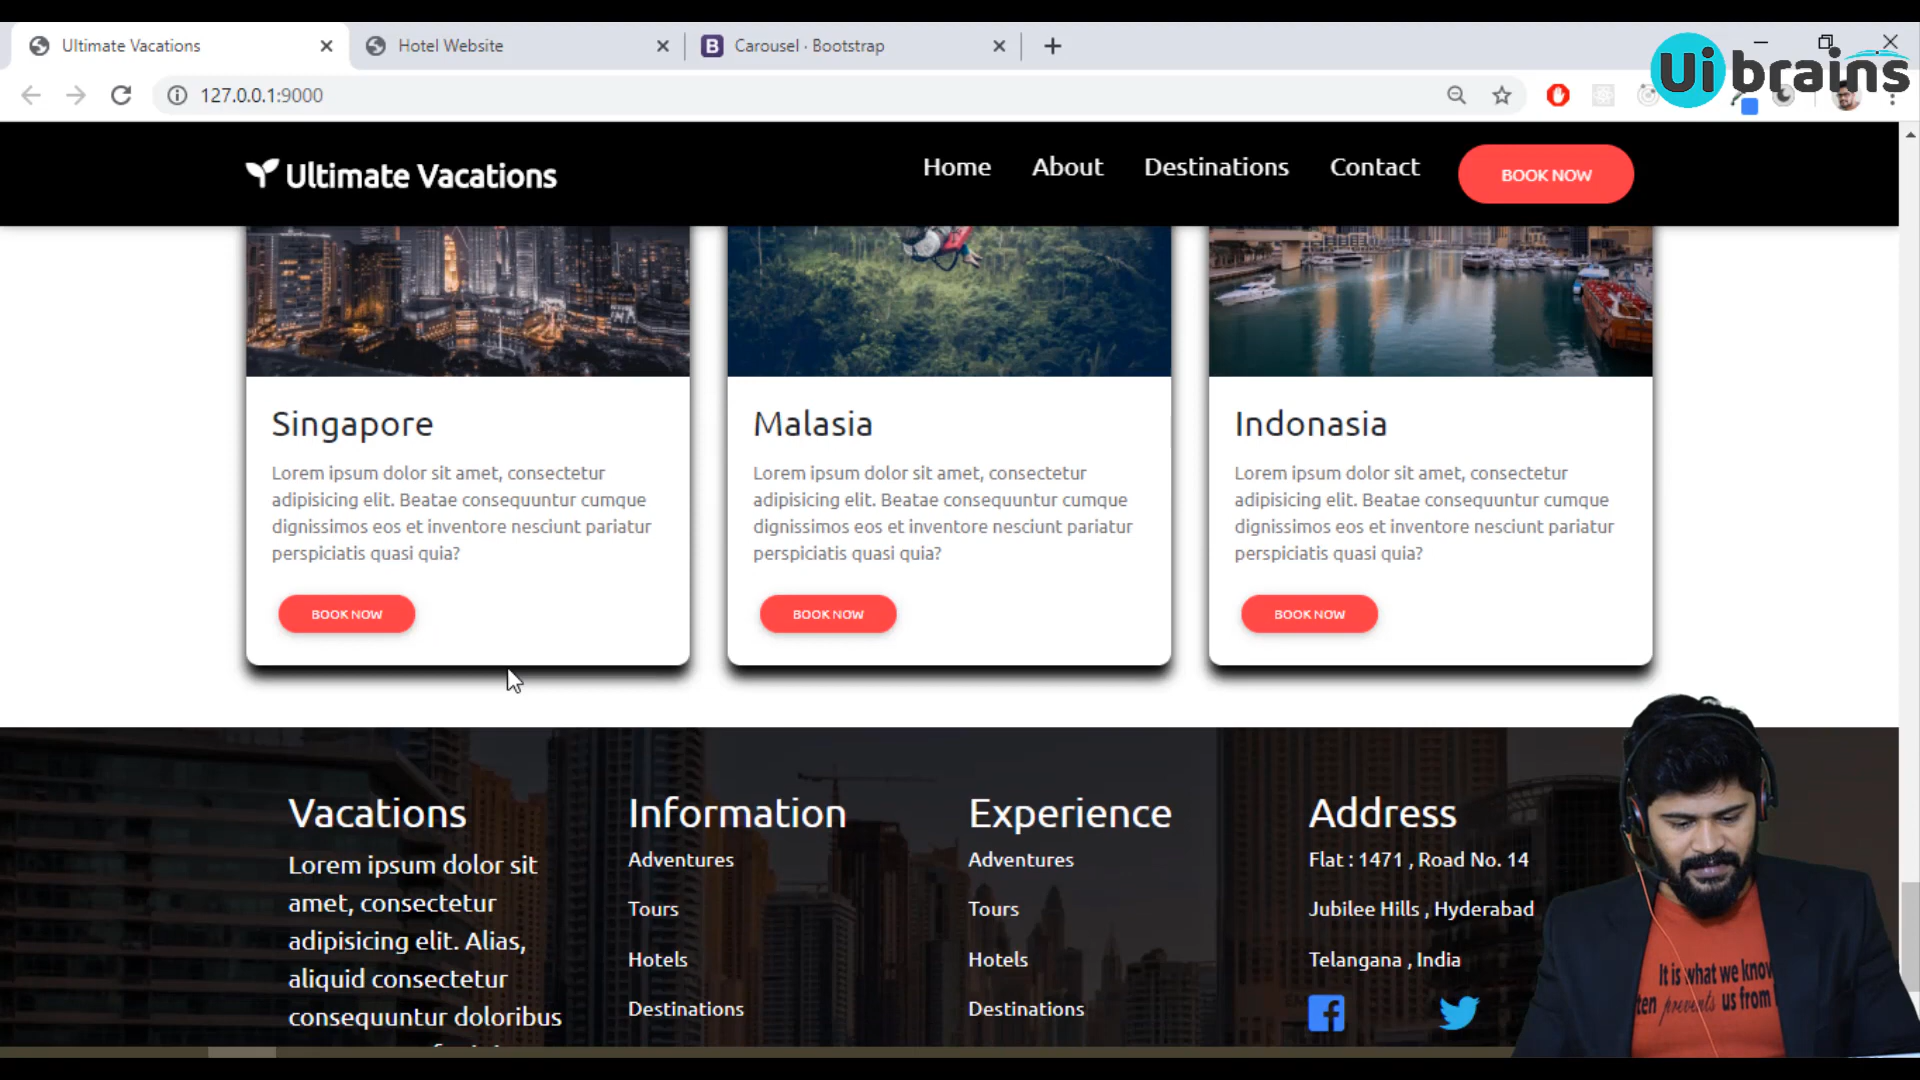 Ultimate Vacations
Hotel Website
B
Carousel · Bootstrap
Ui brains
127.0.0.1:9000
Ultimate Vacations
Home
About
Destinations
Contact
BOOK NOW
Singapore
Lorem ipsum dolor sit amet, consectetur
adipisicing elit. Beatae consequuntur cumque
dignissimos eos et inventore nesciunt pariatur
perspiciatis quasi quia?
BOOK NOW
Malasia
Lorem ipsum dolor sit amet, consectetur
adipisicing elit. Beatae consequuntur cumque
dignissimos eos et inventore nesciunt pariatur
perspiciatis quasi quia?
BOOK NOW
Indonasia
Lorem ipsum dolor sit amet, consectetur
adipisicing elit. Beatae consequuntur cumque
dignissimos eos et inventore nesciunt pariatur
perspiciatis quasi quia?
BOOK NOW
Vacations
Lorem ipsum dolor sit
amet, consectetur
adipisicing elit. Alias,
aliquid consectetur
consequuntur doloribus
Information
Adventures
Tours
Hotels
Destinations
Experience
Adventures
Tours
Hotels
Destinations
Address
Flat : 1471 , Road No. 14
Jubilee Hills , Hyderabad
Telangana , India
It is what we know
ten prevents us from